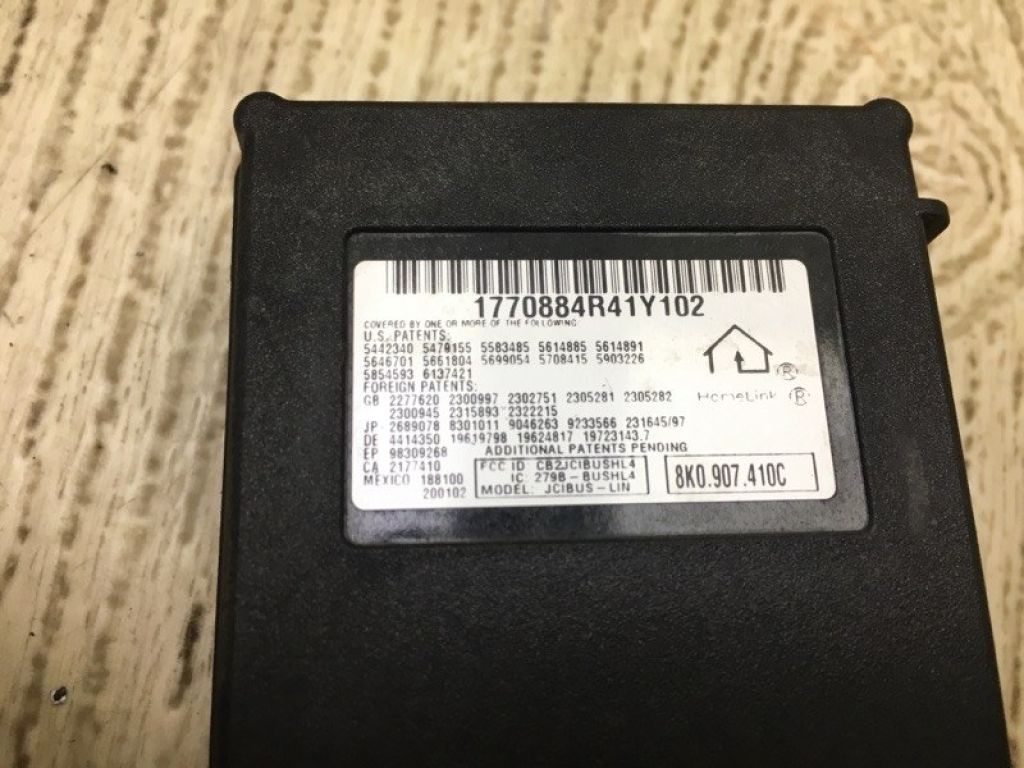 1770884R41Y102
COVERED BY ONE OR MORE OF THE FOLLOWING:
U.S. PATENTS:
5442340 5479155 5583485 5614885 5614891
5646701 5661804 5699054 5708415 5903226
5854593 6137421
FOREIGN PATENTS:
GB 2277620 2300997 2302751 2305281 2305282
2300945 2315893 2322215
JP 2689078 8301011 9046263 9233566 231645/97
DE 4414350 19619798 19624817 19723143.7
EP 98309268 ADDITIONAL PATENTS PENDING
CA 2177410
MEXICO 188100
200102
®
HomeLink ®
FCC ID CB2JCIBUSHL4
IC: 279B-BUSHL4
MODEL: JCIBUS-LIN
8K0.907.410C